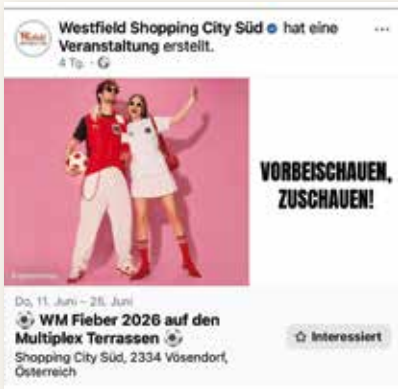 Westfield Shopping City Süd hat eine
Veranstaltung erstellt.
4 Tg. ·
VORBEISCHAUEN,
ZUSCHAUEN!
Do, 11. Juni – 28. Juni
⚽ WM Fieber 2026 auf den
Multiplex Terrassen ⚽
Shopping City Süd, 2334 Vösendorf,
Österreich
☆ Interessiert